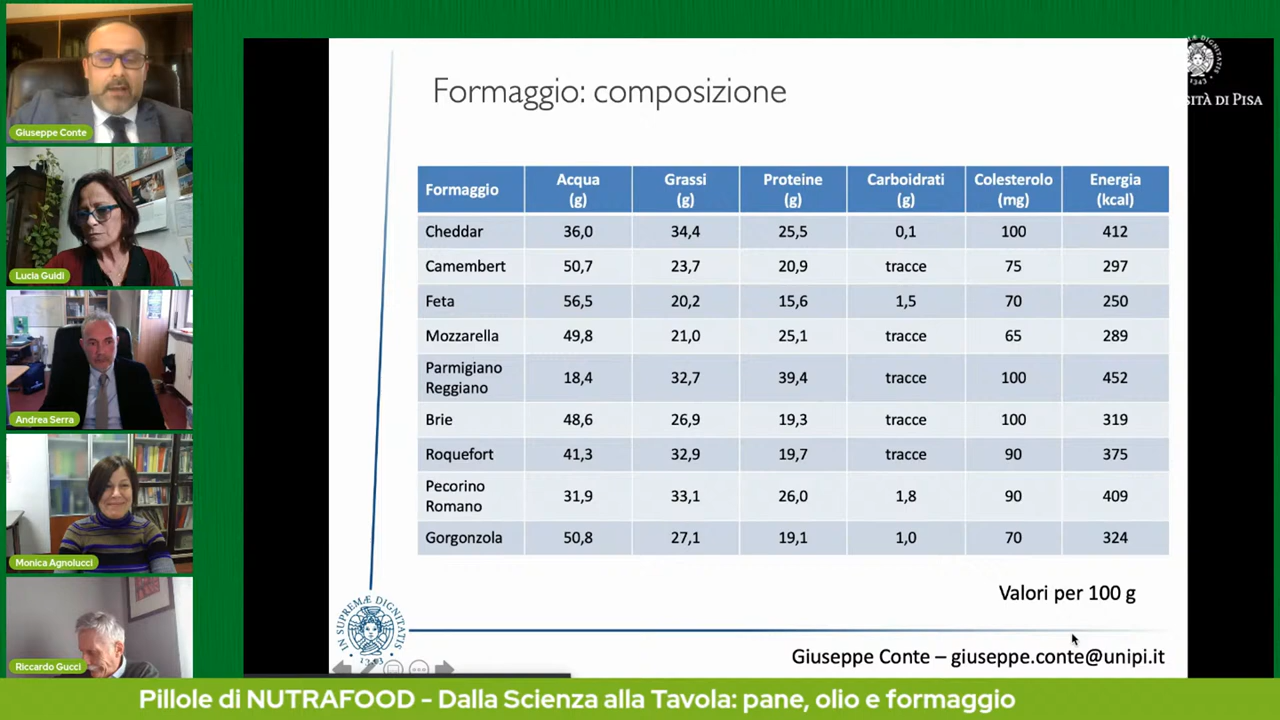 Giuseppe Conte
Lucia Guidi
Andrea Serra
Monica Agnolucci
Riccardo Gucci
Formaggio: composizione
DIGNITATIS
1343
SITÀ DI PISA
Formaggio Acqua (g) Grassi (g) Proteine (g) Carboidrati (g) Colesterolo (mg) Energia (kcal)
Cheddar 36,0 34,4 25,5 0,1 100 412
Camembert 50,7 23,7 20,9 tracce 75 297
Feta 56,5 20,2 15,6 1,5 70 250
Mozzarella 49,8 21,0 25,1 tracce 65 289
Parmigiano Reggiano 18,4 32,7 39,4 tracce 100 452
Brie 48,6 26,9 19,3 tracce 100 319
Roquefort 41,3 32,9 19,7 tracce 90 375
Pecorino Romano 31,9 33,1 26,0 1,8 90 409
Gorgonzola 50,8 27,1 19,1 1,0 70 324
Valori per 100 g
IN SUPREMÆ DIGNITATIS
1343
Giuseppe Conte – giuseppe.conte@unipi.it
Pillole di NUTRAFOOD - Dalla Scienza alla Tavola: pane, olio e formaggio